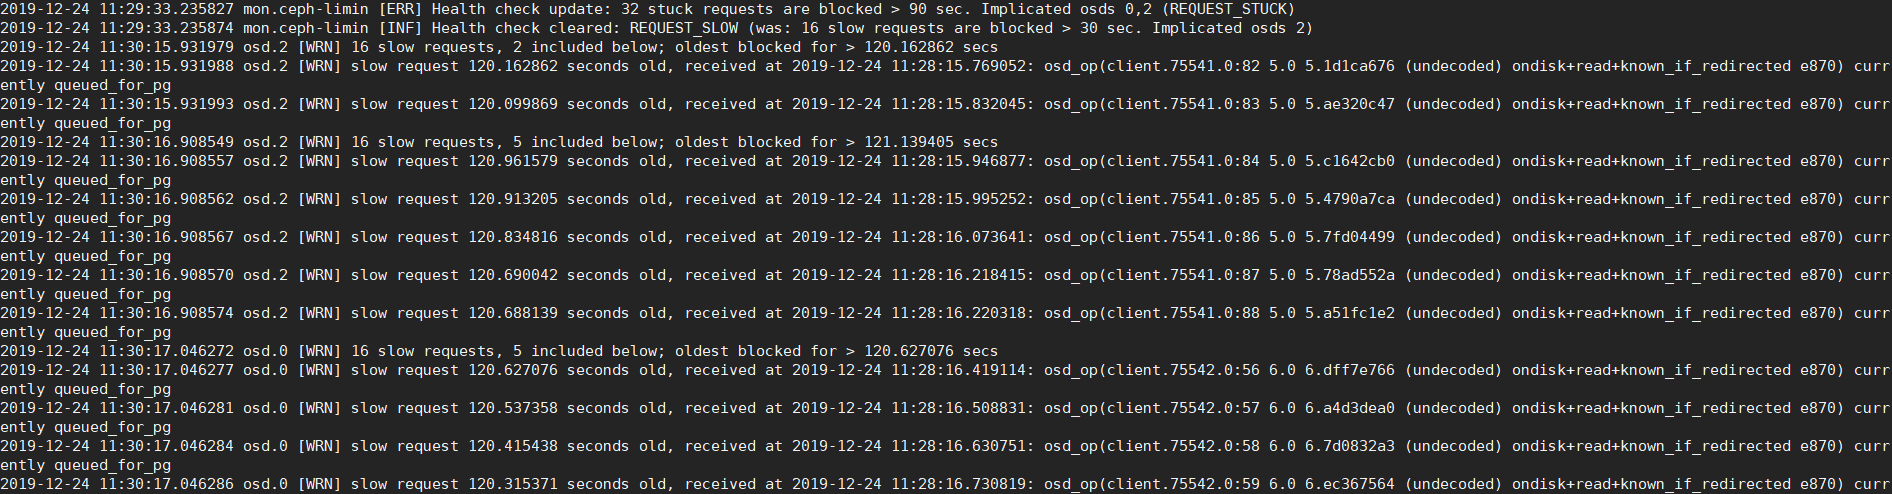 2019-12-24 11:29:33.235827 mon.ceph-limin [ERR] Health check update: 32 stuck requests are blocked > 90 sec. Implicated osds 0,2 (REQUEST_STUCK)
2019-12-24 11:29:33.235874 mon.ceph-limin [INF] Health check cleared: REQUEST_SLOW (was: 16 slow requests are blocked > 30 sec. Implicated osds 2)
2019-12-24 11:30:15.931979 osd.2 [WRN] 16 slow requests, 2 included below; oldest blocked for > 120.162862 secs
2019-12-24 11:30:15.931988 osd.2 [WRN] slow request 120.162862 seconds old, received at 2019-12-24 11:28:15.769052: osd_op(client.75541.0:82 5.0 5.1d1ca676 (undecoded) ondisk+read+known_if_redirected e870) curr
ently queued_for_pg
2019-12-24 11:30:15.931993 osd.2 [WRN] slow request 120.099869 seconds old, received at 2019-12-24 11:28:15.832045: osd_op(client.75541.0:83 5.0 5.ae320c47 (undecoded) ondisk+read+known_if_redirected e870) curr
ently queued_for_pg
2019-12-24 11:30:16.908549 osd.2 [WRN] 16 slow requests, 5 included below; oldest blocked for > 121.139405 secs
2019-12-24 11:30:16.908557 osd.2 [WRN] slow request 120.961579 seconds old, received at 2019-12-24 11:28:15.946877: osd_op(client.75541.0:84 5.0 5.c1642cb0 (undecoded) ondisk+read+known_if_redirected e870) curr
ently queued_for_pg
2019-12-24 11:30:16.908562 osd.2 [WRN] slow request 120.913205 seconds old, received at 2019-12-24 11:28:15.995252: osd_op(client.75541.0:85 5.0 5.4790a7ca (undecoded) ondisk+read+known_if_redirected e870) curr
ently queued_for_pg
2019-12-24 11:30:16.908567 osd.2 [WRN] slow request 120.834816 seconds old, received at 2019-12-24 11:28:16.073641: osd_op(client.75541.0:86 5.0 5.7fd04499 (undecoded) ondisk+read+known_if_redirected e870) curr
ently queued_for_pg
2019-12-24 11:30:16.908570 osd.2 [WRN] slow request 120.690042 seconds old, received at 2019-12-24 11:28:16.218415: osd_op(client.75541.0:87 5.0 5.78ad552a (undecoded) ondisk+read+known_if_redirected e870) curr
ently queued_for_pg
2019-12-24 11:30:16.908574 osd.2 [WRN] slow request 120.688139 seconds old, received at 2019-12-24 11:28:16.220318: osd_op(client.75541.0:88 5.0 5.a51fc1e2 (undecoded) ondisk+read+known_if_redirected e870) curr
ently queued_for_pg
2019-12-24 11:30:17.046272 osd.0 [WRN] 16 slow requests, 5 included below; oldest blocked for > 120.627076 secs
2019-12-24 11:30:17.046277 osd.0 [WRN] slow request 120.627076 seconds old, received at 2019-12-24 11:28:16.419114: osd_op(client.75542.0:56 6.0 6.dff7e766 (undecoded) ondisk+read+known_if_redirected e870) curr
ently queued_for_pg
2019-12-24 11:30:17.046281 osd.0 [WRN] slow request 120.537358 seconds old, received at 2019-12-24 11:28:16.508831: osd_op(client.75542.0:57 6.0 6.a4d3dea0 (undecoded) ondisk+read+known_if_redirected e870) curr
ently queued_for_pg
2019-12-24 11:30:17.046284 osd.0 [WRN] slow request 120.415438 seconds old, received at 2019-12-24 11:28:16.630751: osd_op(client.75542.0:58 6.0 6.7d0832a3 (undecoded) ondisk+read+known_if_redirected e870) curr
ently queued_for_pg
2019-12-24 11:30:17.046286 osd.0 [WRN] slow request 120.315371 seconds old, received at 2019-12-24 11:28:16.730819: osd_op(client.75542.0:59 6.0 6.ec367564 (undecoded) ondisk+read+known_if_redirected e870) curr